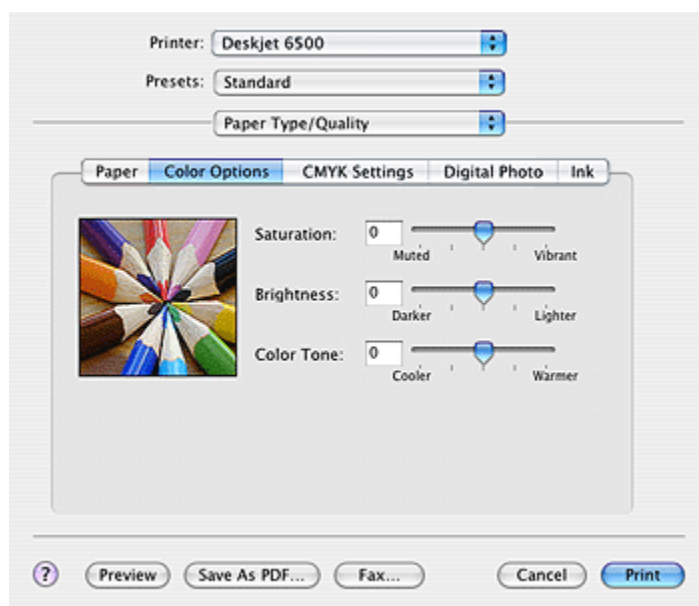 Printer: Deskjet 6500
Presets: Standard
Paper Type/Quality
Paper Color Options CMYK Settings Digital Photo Ink
Saturation: 0
Muted Vibrant
Brightness: 0
Darker Lighter
Color Tone: 0
Cooler Warmer
? Preview Save As PDF... Fax... Cancel Print